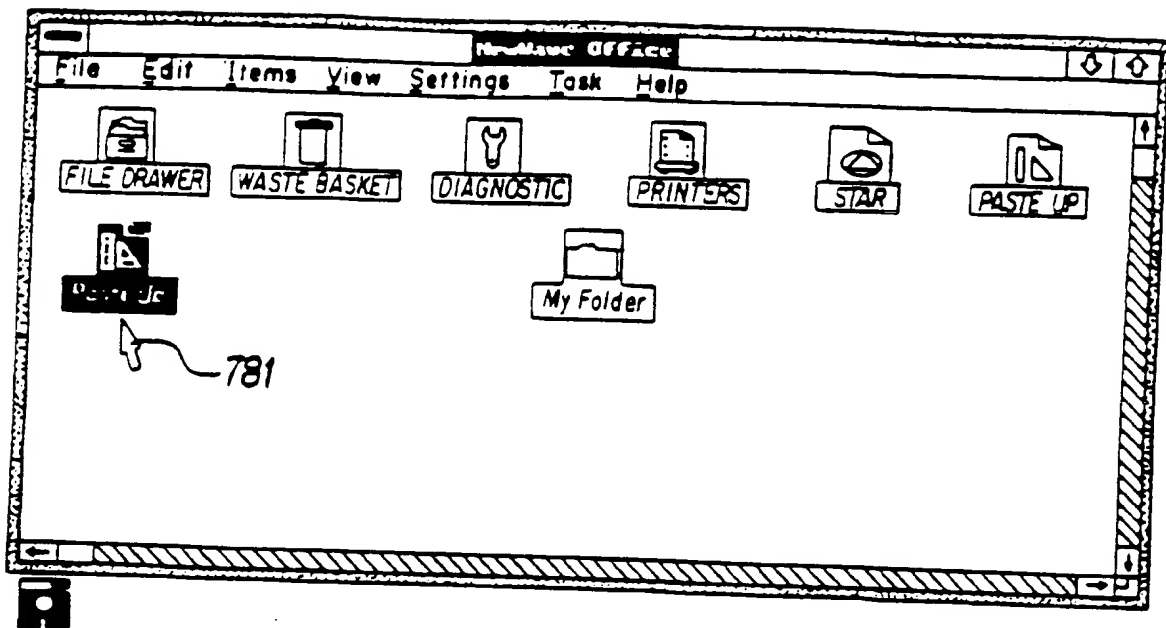 NewWave Office
File Edit Items View Settings Task Help
FILE DRAWER WASTE BASKET DIAGNOSTIC PRINTERS STAR PASTE UP
My Folder
781